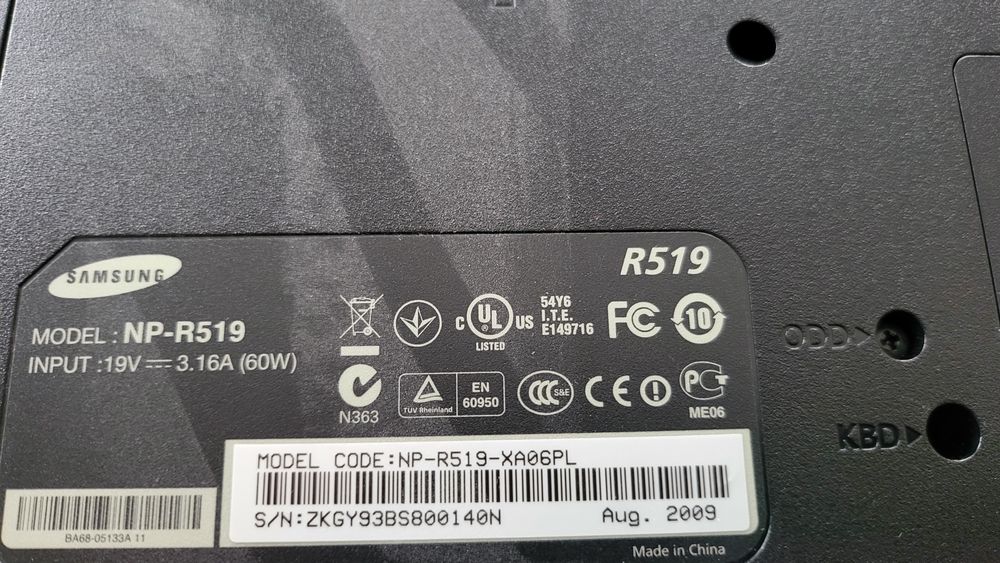 SAMSUNG
R519
MODEL : NP-R519
INPUT :19V 3.16A (60W)
C UL US
LISTED
54Y6
I.T.E.
E149716
FC
10
N363
TUV Rheinland
EN
60950
CCC S&E
CE
PCT
ME06
ODD
KBD
MODEL CODE:NP-R519-XA06PL
S/N:ZKGY93BS800140N Aug. 2009
BA68-05133A 11
Made in China